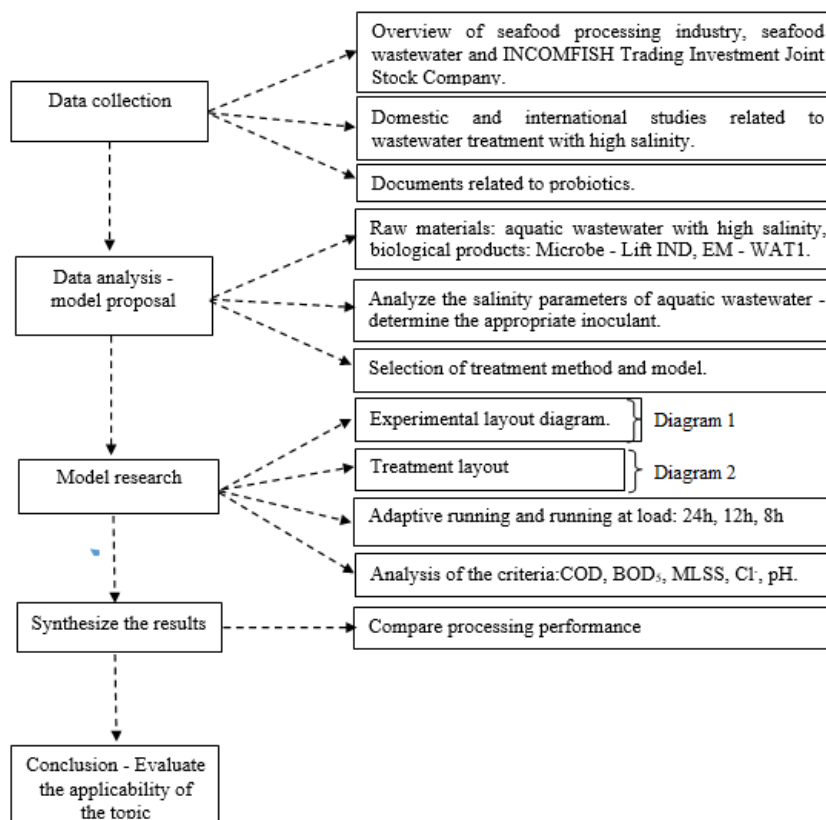 Overview of seafood processing industry, seafood
wastewater and INCOMFISH Trading Investment Joint
Stock Company.
Data collection
Domestic and international studies related to
wastewater treatment with high salinity.
Documents related to probiotics.
Raw materials: aquatic wastewater with high salinity,
biological products: Microbe - Lift IND, EM - WAT1.
Data analysis -
model proposal
Analyze the salinity parameters of aquatic wastewater -
determine the appropriate inoculant.
Selection of treatment method and model.
Experimental layout diagram.
Diagram 1
Model research
Treatment layout
Diagram 2
Adaptive running and running at load: 24h, 12h, 8h
Analysis of the criteria:COD, BOD₅, MLSS, Cl⁻, pH.
Synthesize the results
Compare processing performance
Conclusion - Evaluate
the applicability of
the topic